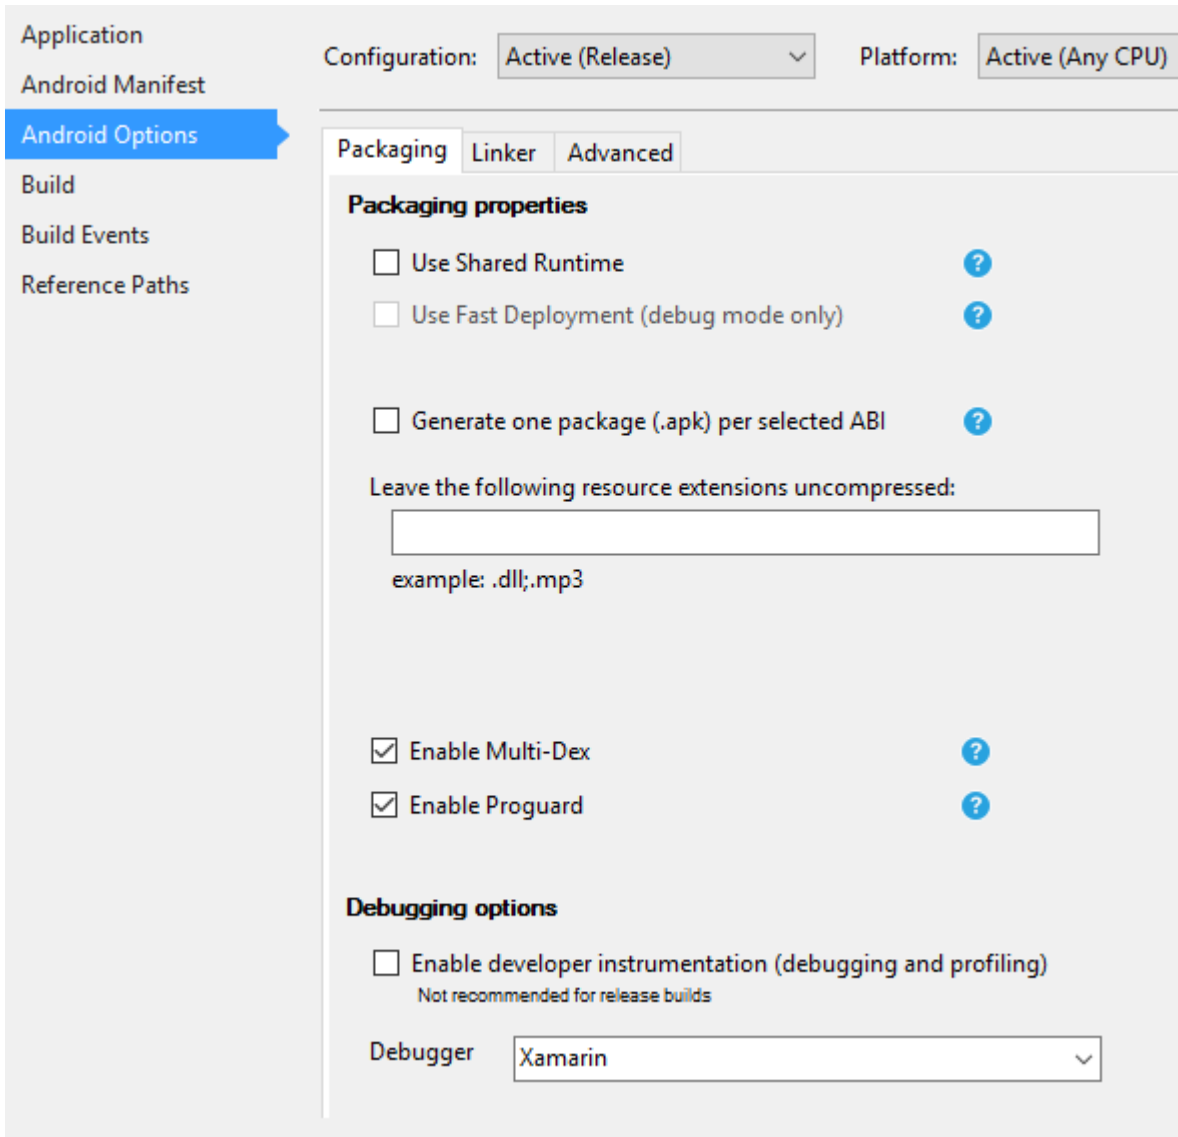 Application
Android Manifest
Android Options
Build
Build Events
Reference Paths
Configuration: Active (Release) Platform: Active (Any CPU)
Packaging Linker Advanced
Packaging properties
Use Shared Runtime ?
Use Fast Deployment (debug mode only) ?
Generate one package (.apk) per selected ABI ?
Leave the following resource extensions uncompressed:
example: .dll;.mp3
Enable Multi-Dex ?
Enable Proguard ?
Debugging options
Enable developer instrumentation (debugging and profiling)
Not recommended for release builds
Debugger Xamarin